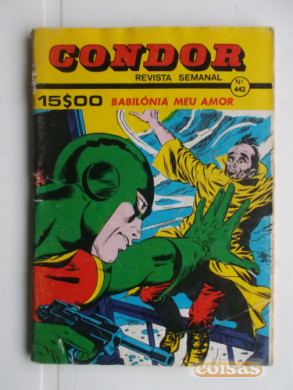 CONDOR
REVISTA SEMANAL
Nº
442
15$00 BABILÓNIA MEU AMOR
coisas